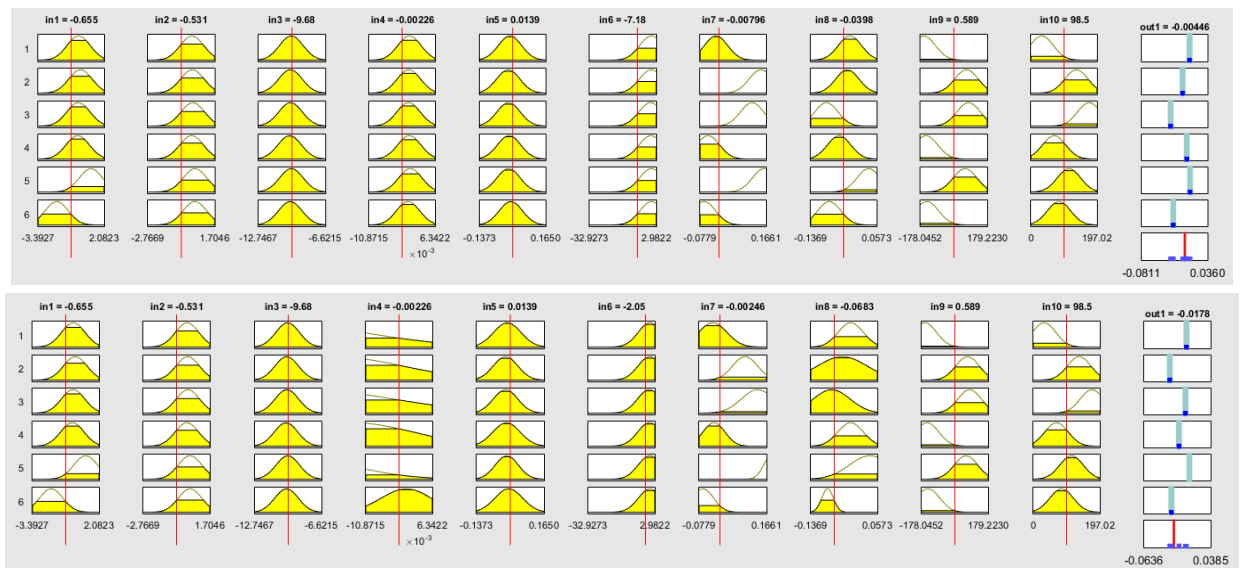 in1 = -0.655 in2 = -0.531 in3 = -9.68 in4 = -0.00226 in5 = 0.0139 in6 = -7.18 in7 = -0.00796 in8 = -0.0398 in9 = 0.589 in10 = 98.5
out1 = -0.00446
1
2
3
4
5
6
-3.3927 2.0823 -2.7669 1.7046 -12.7467 -6.6215 -10.8715 6.3422 -0.1373 0.1650 -32.9273 2.9822 -0.0779 0.1661 -0.1369 0.0573 -178.0452 179.2230 0 197.02
×10⁻³
-0.0811 0.0360
in1 = -0.655 in2 = -0.531 in3 = -9.68 in4 = -0.00226 in5 = 0.0139 in6 = -2.05 in7 = -0.00246 in8 = -0.0683 in9 = 0.589 in10 = 98.5
out1 = -0.0178
1
2
3
4
5
6
-3.3927 2.0823 -2.7669 1.7046 -12.7467 -6.6215 -10.8715 6.3422 -0.1373 0.1650 -32.9273 2.9822 -0.0779 0.1661 -0.1369 0.0573 -178.0452 179.2230 0 197.02
×10⁻³
-0.0636 0.0385